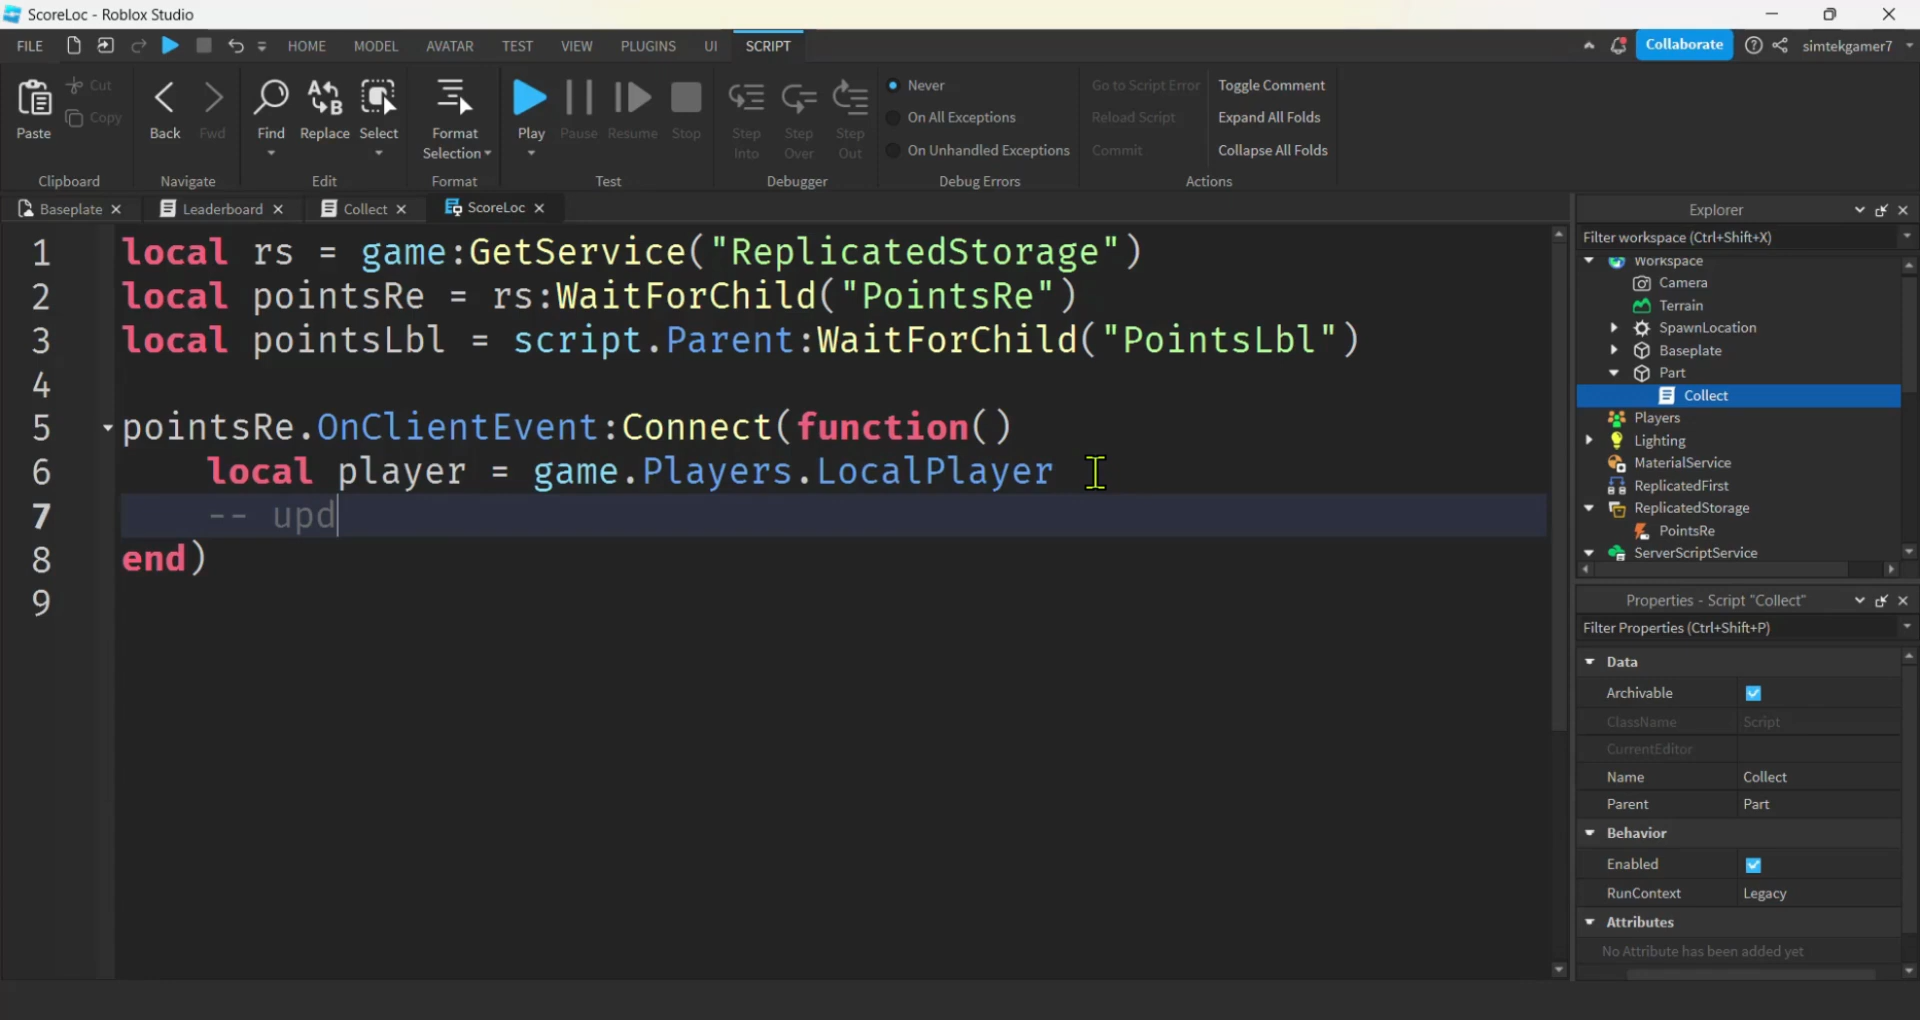 ScoreLoc - Roblox Studio
FILE HOME MODEL AVATAR TEST VIEW PLUGINS UI SCRIPT Collaborate simtekgamer7
Paste Cut Copy Back Fwd Find Replace Select Format Selection Play Pause Resume Stop Step Into Step Over Step Out
Never
On All Exceptions
On Unhandled Exceptions
Go to Script Error
Reload Script
Commit
Toggle Comment
Expand All Folds
Collapse All Folds
Clipboard Navigate Edit Format Test Debugger Debug Errors Actions
Baseplate Leaderboard Collect ScoreLoc
1 local rs = game:GetService("ReplicatedStorage")
2 local pointsRe = rs:WaitForChild("PointsRe")
3 local pointsLbl = script.Parent:WaitForChild("PointsLbl")
4
5 pointsRe.OnClientEvent:Connect(function()
6 local player = game.Players.LocalPlayer
7 -- upd
8 end)
9
Explorer
Filter workspace (Ctrl+Shift+X)
Workspace
Camera
Terrain
SpawnLocation
Baseplate
Part
Collect
Players
Lighting
MaterialService
ReplicatedFirst
ReplicatedStorage
PointsRe
ServerScriptService
Properties - Script "Collect"
Filter Properties (Ctrl+Shift+P)
Data
Archivable
ClassName Script
CurrentEditor
Name Collect
Parent Part
Behavior
Enabled
RunContext Legacy
Attributes
No Attribute has been added yet